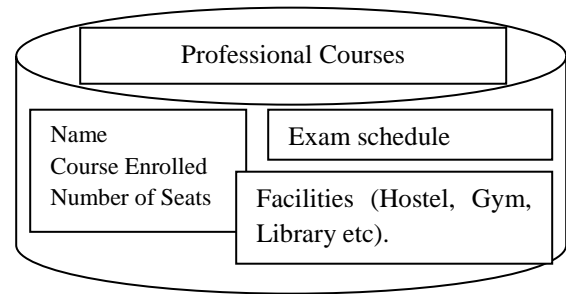 Professional Courses
Name
Course Enrolled
Number of Seats
Exam schedule
Facilities (Hostel, Gym,
Library etc).